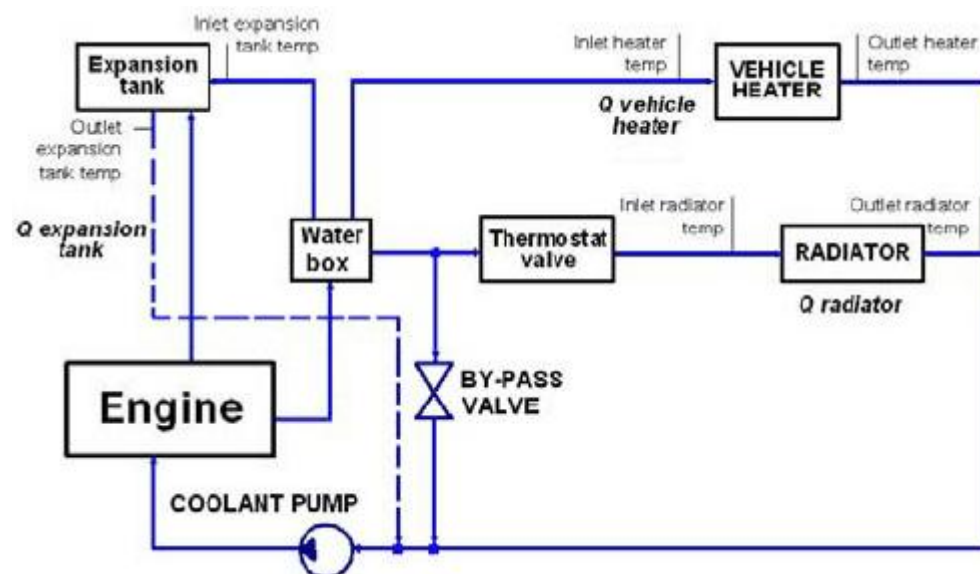 Inlet expansion
tank temp
Expansion
tank
Outlet
expansion
tank temp
Q expansion
tank
Inlet heater
temp
Q vehicle
heater
VEHICLE
HEATER
Outlet heater
temp
Water
box
Thermostat
valve
Inlet radiator
temp
RADIATOR
Q radiator
Outlet radiator
temp
BY-PASS
VALVE
Engine
COOLANT PUMP